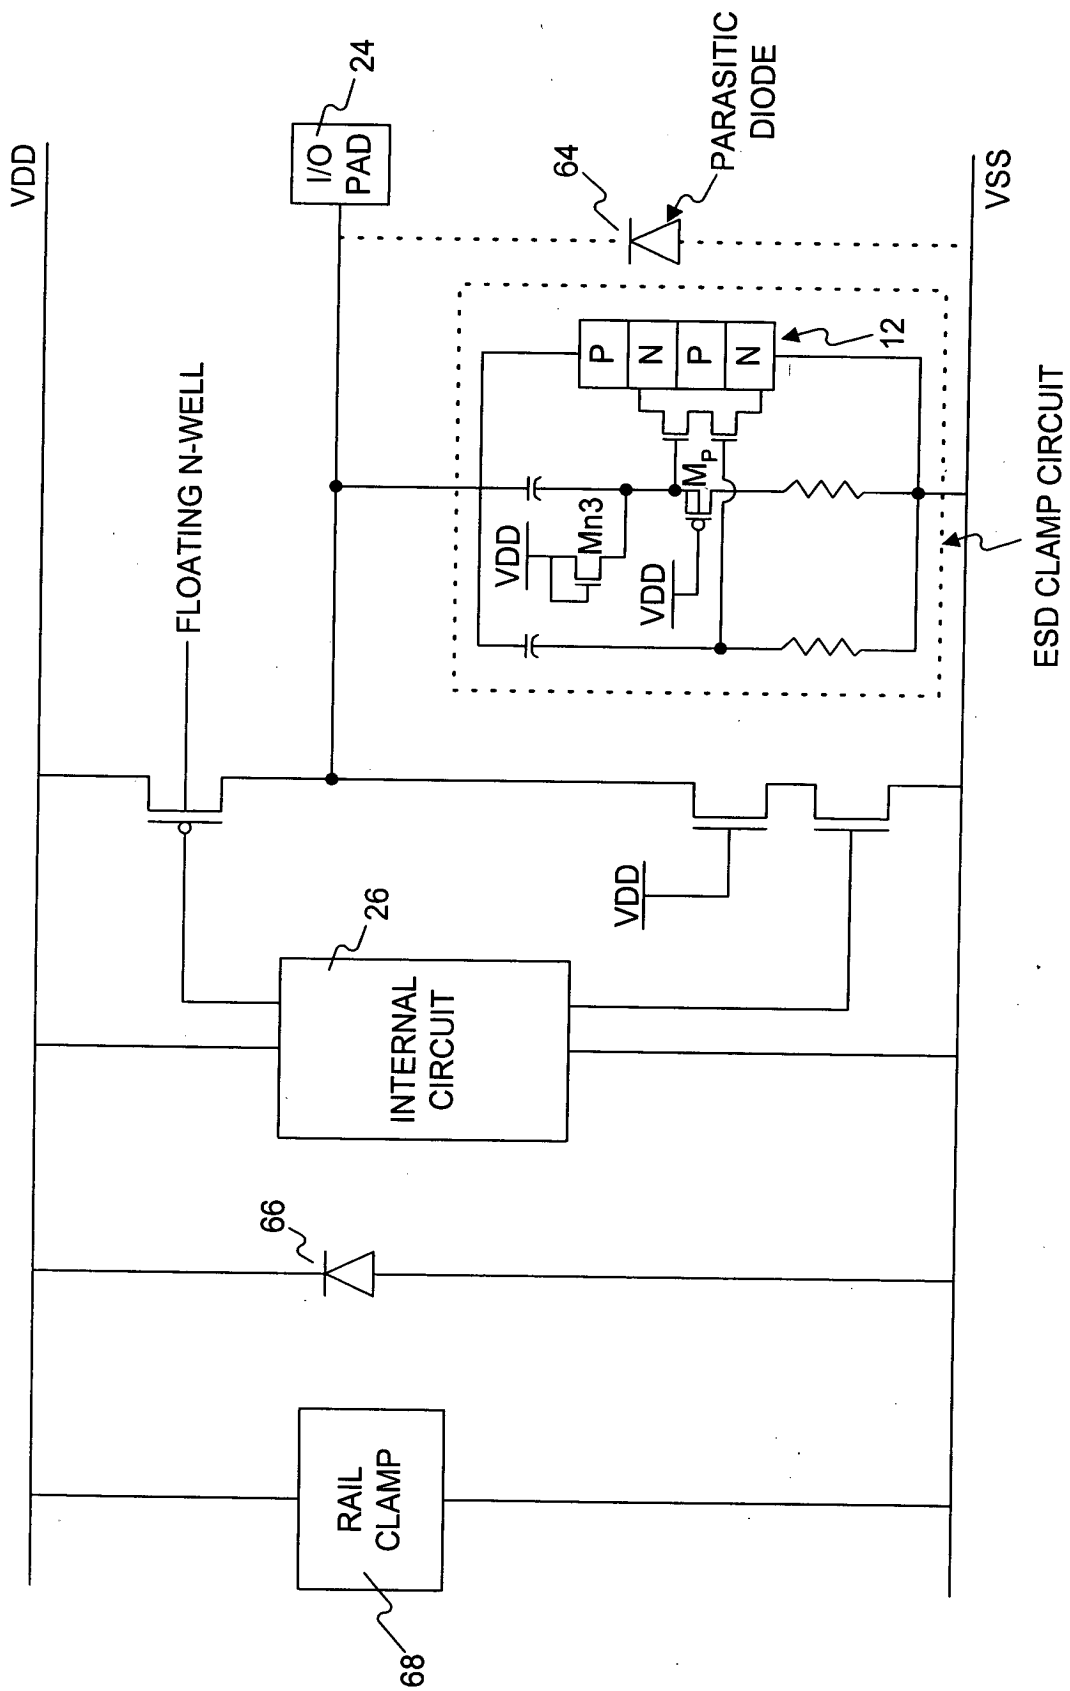 VDD
I/O
PAD
24
FLOATING N-WELL
64
PARASITIC
DIODE
VDD
Mn3
VDD
MP
P
N
P
N
12
ESD CLAMP CIRCUIT
VSS
VDD
26
INTERNAL
CIRCUIT
66
RAIL
CLAMP
68